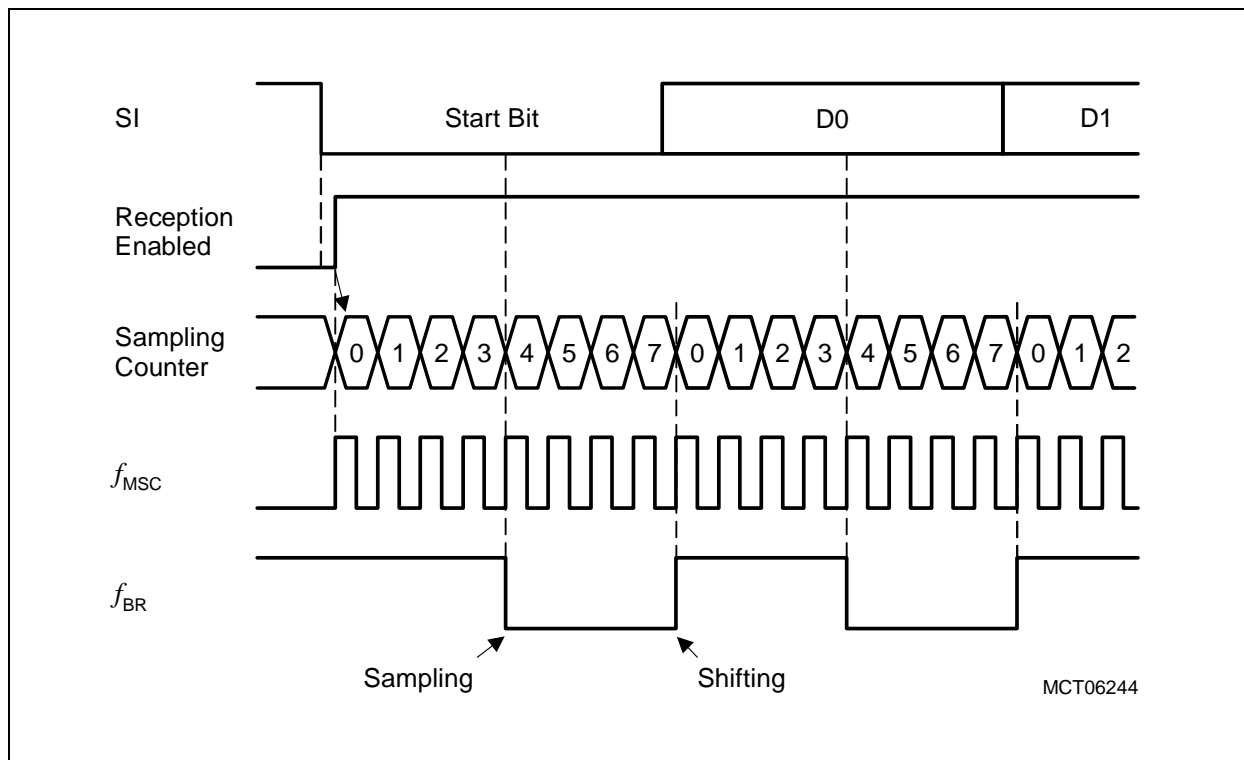 SI
Start Bit
D0
D1
Reception
Enabled
Sampling
Counter
0 1 2 3 4 5 6 7 0 1 2 3 4 5 6 7 0 1 2
fMSC
fBR
Sampling
Shifting
MCT06244